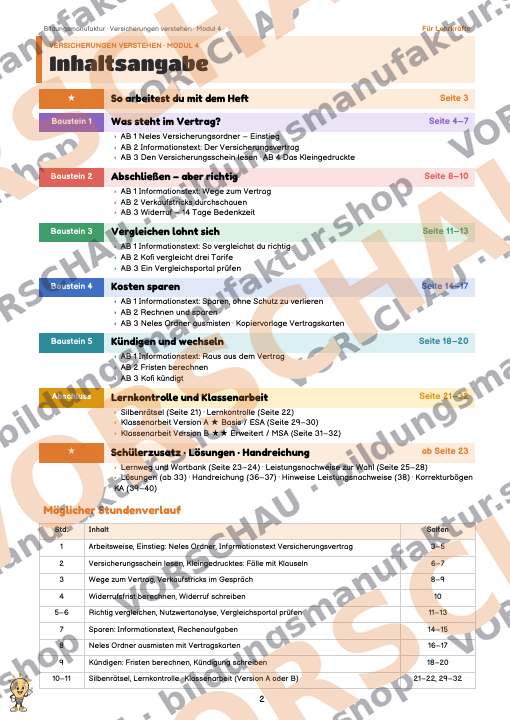 Bildungsmanufaktur · Versicherungen verstehen · Modul 4
Für Lehrkräfte
VERSICHERUNGEN VERSTEHEN · MODUL 4
Inhaltsangabe
★ So arbeitest du mit dem Heft Seite 3
Baustein 1 Was steht im Vertrag? Seite 4–7
› AB 1 Neles Versicherungsordner – Einstieg
› AB 2 Informationstext: Der Versicherungsvertrag
› AB 3 Den Versicherungsschein lesen · AB 4 Das Kleingedruckte
Baustein 2 Abschließen – aber richtig Seite 8–10
› AB 1 Informationstext: Wege zum Vertrag
› AB 2 Verkaufstricks durchschauen
› AB 3 Widerruf – 14 Tage Bedenkzeit
Baustein 3 Vergleichen lohnt sich Seite 11–13
› AB 1 Informationstext: So vergleichst du richtig
› AB 2 Kofi vergleicht drei Tarife
› AB 3 Ein Vergleichsportal prüfen
Baustein 4 Kosten sparen Seite 14–17
› AB 1 Informationstext: Sparen, ohne Schutz zu verlieren
› AB 2 Rechnen und sparen
› AB 3 Neles Ordner ausmisten · Kopiervorlage Vertragskarten
Baustein 5 Kündigen und wechseln Seite 18–20
› AB 1 Informationstext: Raus aus dem Vertrag
› AB 2 Fristen berechnen
› AB 3 Kofi kündigt
Abschluss Lernkontrolle und Klassenarbeit Seite 21–32
› Silbenrätsel (Seite 21) · Lernkontrolle (Seite 22)
› Klassenarbeit Version A ★ Basis / ESA (Seite 29–30)
› Klassenarbeit Version B ★★ Erweitert / MSA (Seite 31–32)
★ Schülerzusatz · Lösungen · Handreichung ab Seite 23
› Lernweg und Wortbank (Seite 23–24) · Leistungsnachweise zur Wahl (Seite 25–28)
› Lösungen (ab 33) · Handreichung (36–37) · Hinweise Leistungsnachweise (38) · Korrekturbögen
KA (39–40)
Möglicher Stundenverlauf
Std. Inhalt Seiten
1 Arbeitsweise, Einstieg: Neles Ordner, Informationstext Versicherungsvertrag 3–5
2 Versicherungsschein lesen, Kleingedrucktes: Fälle mit Klauseln 6–7
3 Wege zum Vertrag, Verkaufstricks im Gespräch 8–9
4 Widerrufsfrist berechnen, Widerruf schreiben 10
5–6 Richtig vergleichen, Nutzwertanalyse, Vergleichsportal prüfen 11–13
7 Sparen: Informationstext, Rechenaufgaben 14–15
8 Neles Ordner ausmisten mit Vertragskarten 16–17
9 Kündigen: Fristen berechnen, Kündigung schreiben 18–20
10–11 Silbenrätsel, Lernkontrolle, Klassenarbeit (Version A oder B) 21–22, 29–32
2
VORSCHAU · bildungsmanufaktur.shop